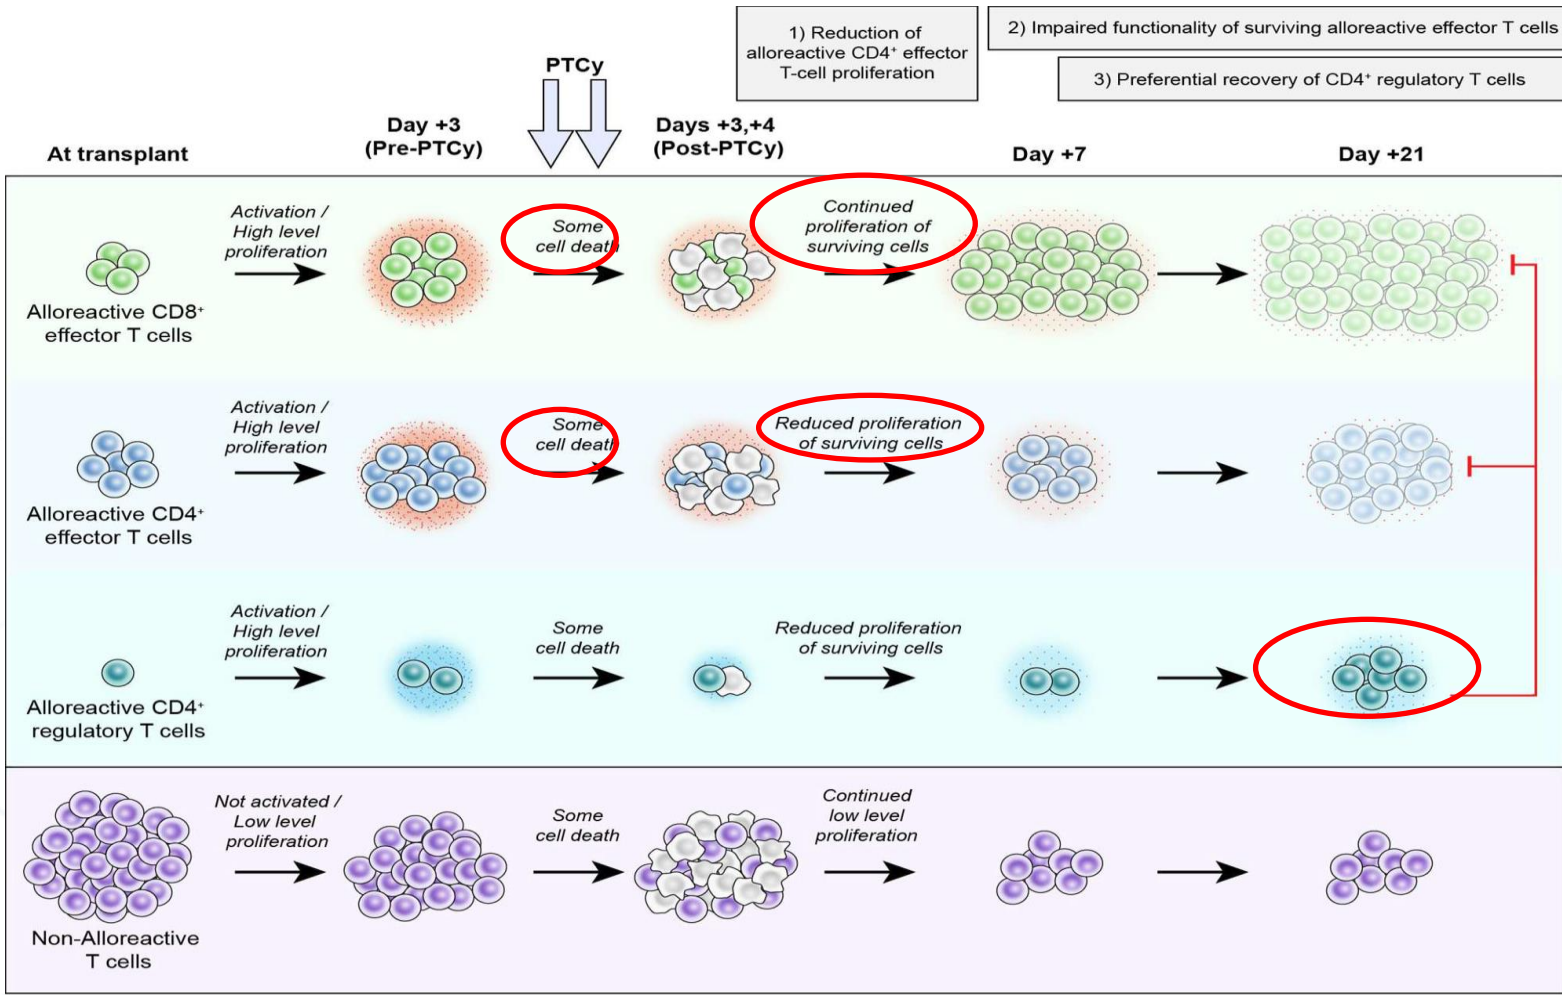 1) Reduction of
alloreactive CD4⁺ effector
T-cell proliferation
2) Impaired functionality of surviving alloreactive effector T cells
3) Preferential recovery of CD4⁺ regulatory T cells
PTCy
At transplant
Day +3
(Pre-PTCy)
Days +3,+4
(Post-PTCy)
Day +7
Day +21
Alloreactive CD8⁺
effector T cells
Activation /
High level
proliferation
Some
cell death
Continued
proliferation of
surviving cells
Alloreactive CD4⁺
effector T cells
Activation /
High level
proliferation
Some
cell death
Reduced proliferation
of surviving cells
Alloreactive CD4⁺
regulatory T cells
Activation /
High level
proliferation
Some
cell death
Reduced proliferation
of surviving cells
Non-Alloreactive
T cells
Not activated /
Low level
proliferation
Some
cell death
Continued
low level
proliferation